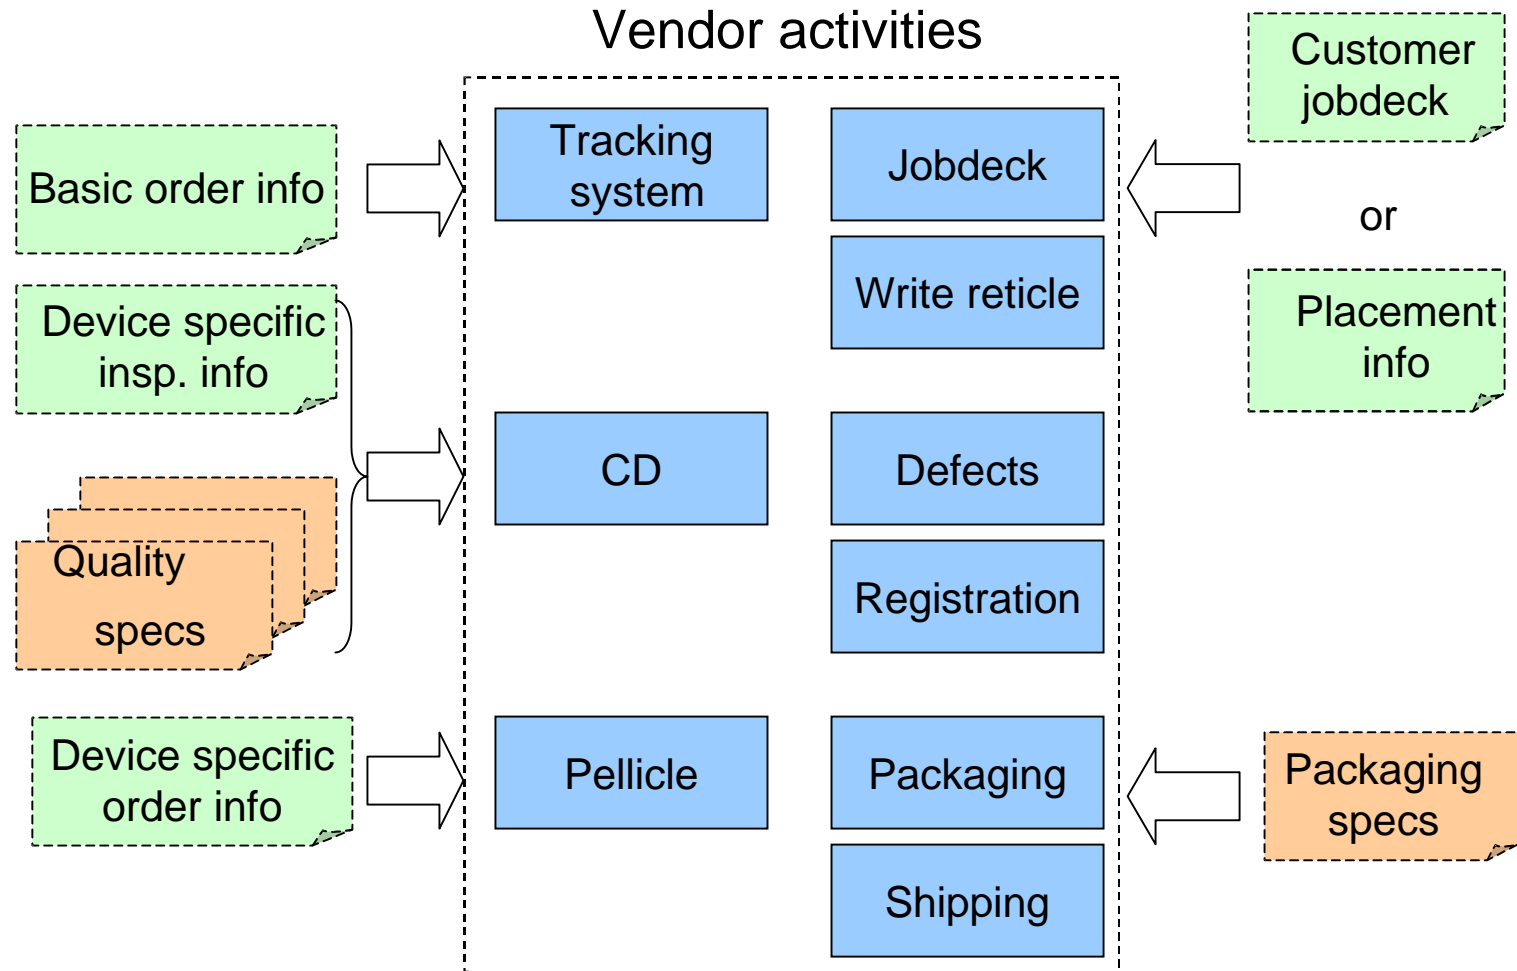 Vendor activities
Basic order info
Device specific
insp. info
Quality
specs
Device specific
order info
Tracking
system
Jobdeck
Write reticle
CD
Defects
Registration
Pellicle
Packaging
Shipping
Customer
jobdeck
or
Placement
info
Packaging
specs